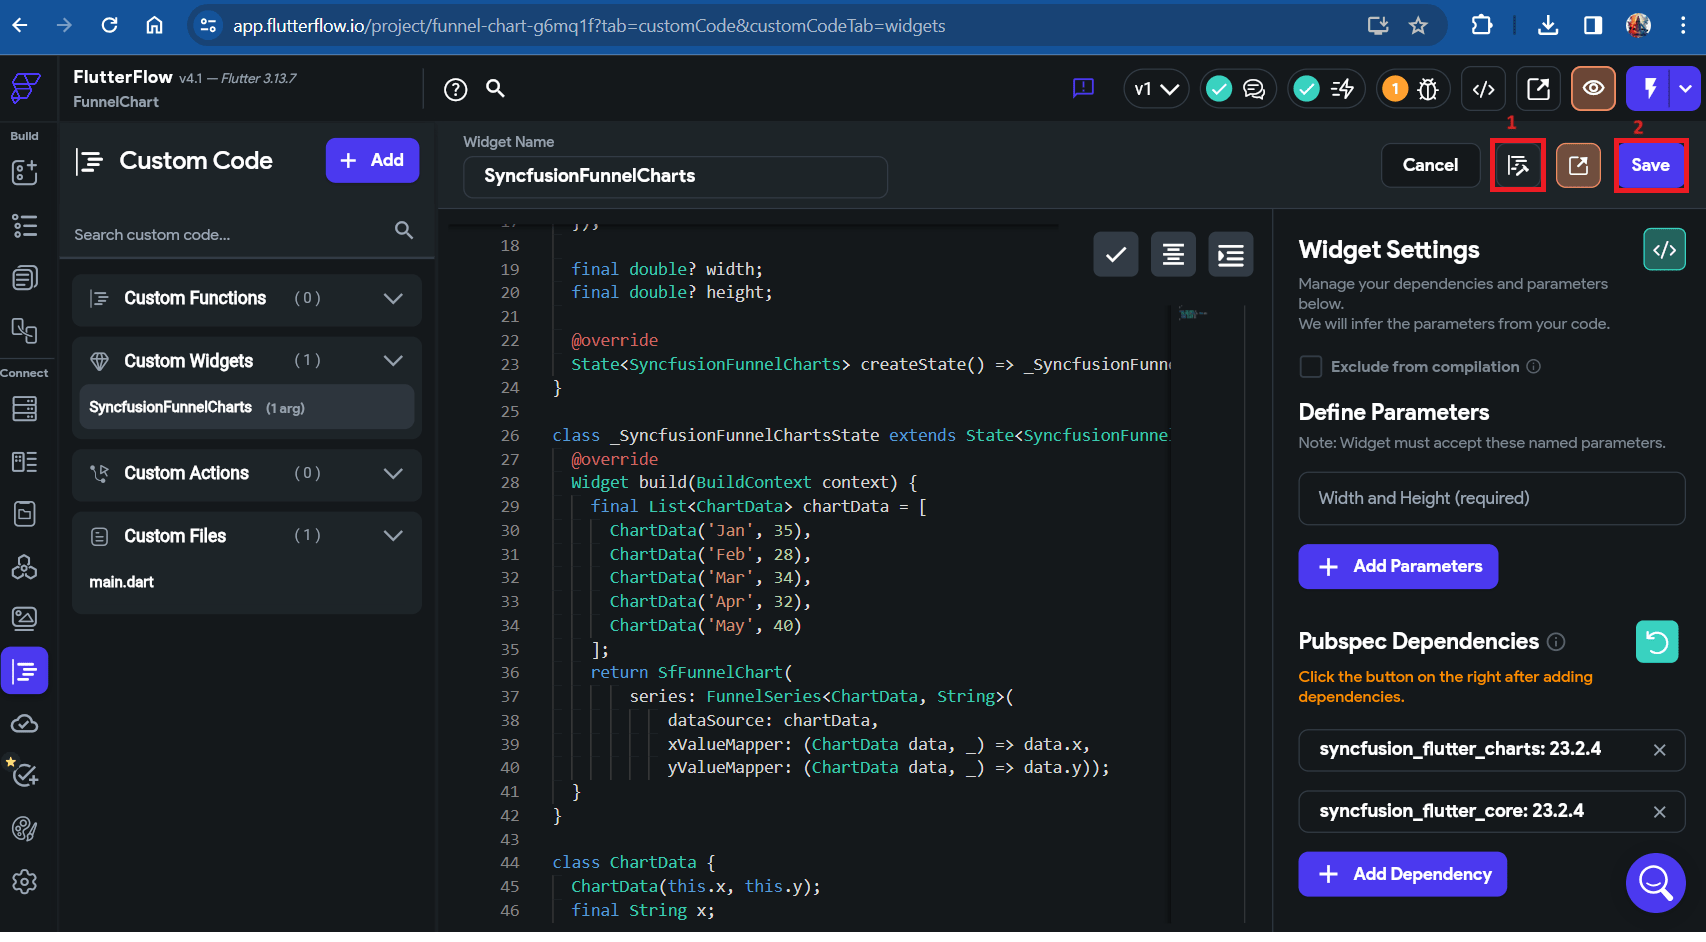 app.flutterflow.io/project/funnel-chart-g6mq1f?tab=customCode&customCodeTab=widgets
FlutterFlow v4.1 — Flutter 3.13.7
FunnelChart
v1
1
Build
Connect
Custom Code
+ Add
Search custom code...
Custom Functions ( 0 )
Custom Widgets ( 1 )
SyncfusionFunnelCharts (1 arg)
Custom Actions ( 0 )
Custom Files ( 1 )
main.dart
Widget Name
SyncfusionFunnelCharts
Cancel
1
2
Save
17 });
18
19 final double? width;
20 final double? height;
21
22 @override
23 State<SyncfusionFunnelCharts> createState() => _SyncfusionFunne
24 }
25
26 class _SyncfusionFunnelChartsState extends State<SyncfusionFunnel
27 @override
28 Widget build(BuildContext context) {
29 final List<ChartData> chartData = [
30 ChartData('Jan', 35),
31 ChartData('Feb', 28),
32 ChartData('Mar', 34),
33 ChartData('Apr', 32),
34 ChartData('May', 40)
35 ];
36 return SfFunnelChart(
37 series: FunnelSeries<ChartData, String>(
38 dataSource: chartData,
39 xValueMapper: (ChartData data, _) => data.x,
40 yValueMapper: (ChartData data, _) => data.y));
41 }
42 }
43
44 class ChartData {
45 ChartData(this.x, this.y);
46 final String x;
Widget Settings
Manage your dependencies and parameters
below.
We will infer the parameters from your code.
Exclude from compilation
Define Parameters
Note: Widget must accept these named parameters.
Width and Height (required)
+ Add Parameters
Pubspec Dependencies
Click the button on the right after adding
dependencies.
syncfusion_flutter_charts: 23.2.4
syncfusion_flutter_core: 23.2.4
+ Add Dependency